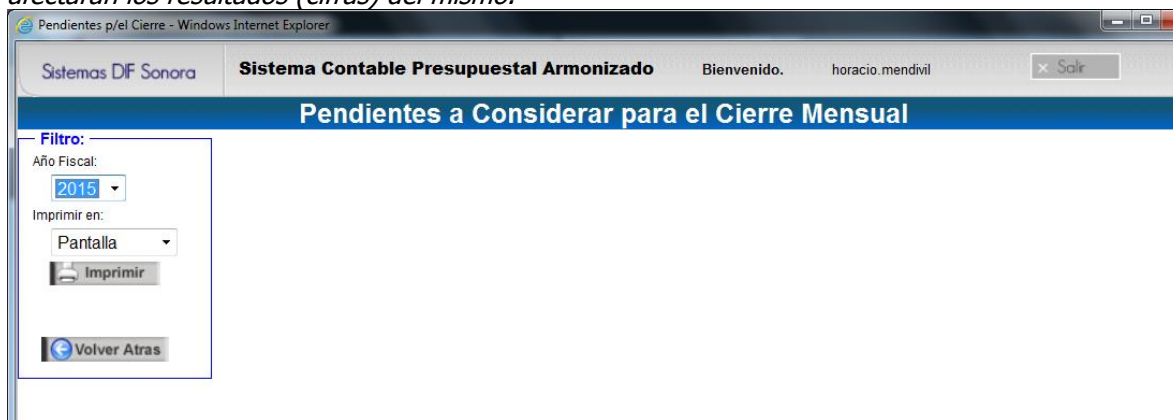 afectarán los resultados (cifras) del mismo.
Pendientes p/el Cierre - Windows Internet Explorer
Sistemas DIF Sonora Sistema Contable Presupuestal Armonizado Bienvenido. horacio.mendivil Salir
Pendientes a Considerar para el Cierre Mensual
Filtro:
Año Fiscal:
2015
Imprimir en:
Pantalla
Imprimir
Volver Atras